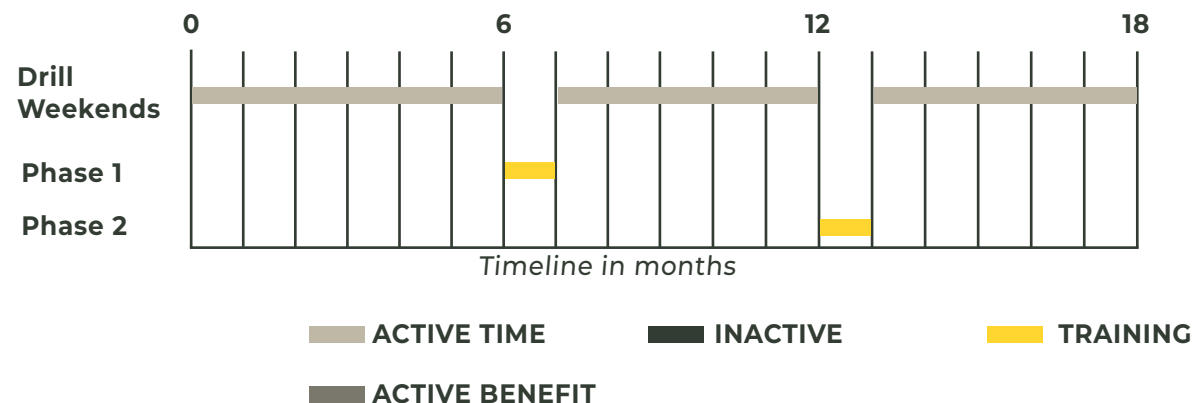 0 6 12 18
Drill
Weekends
Phase 1
Phase 2
Timeline in months
ACTIVE TIME INACTIVE TRAINING
ACTIVE BENEFIT